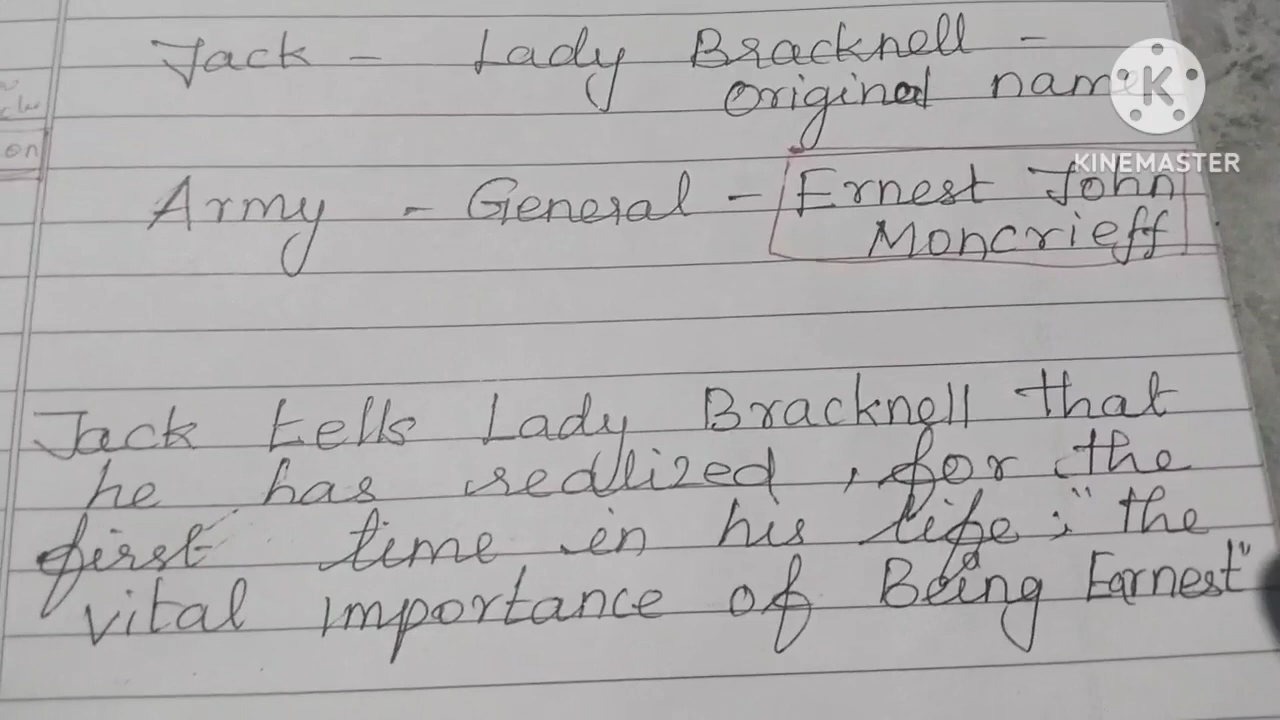 Jack - Lady Bracknell -
original name
Army - General - Ernest John
Moncrieff
Jack tells Lady Bracknell that
he has realized, for the
first time in his life; "the
vital importance of Being Earnest"
on
K
KINEMASTER